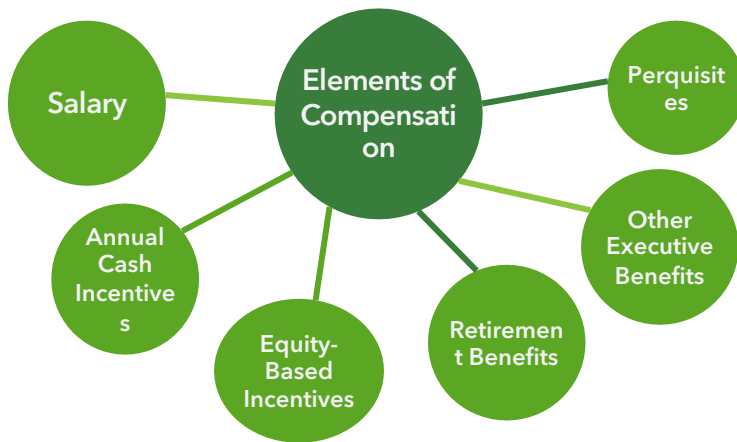 Elements of
Compensati
on
Salary
Annual
Cash
Incentive
s
Equity-
Based
Incentives
Retiremen
t Benefits
Other
Executive
Benefits
Perquisit
es